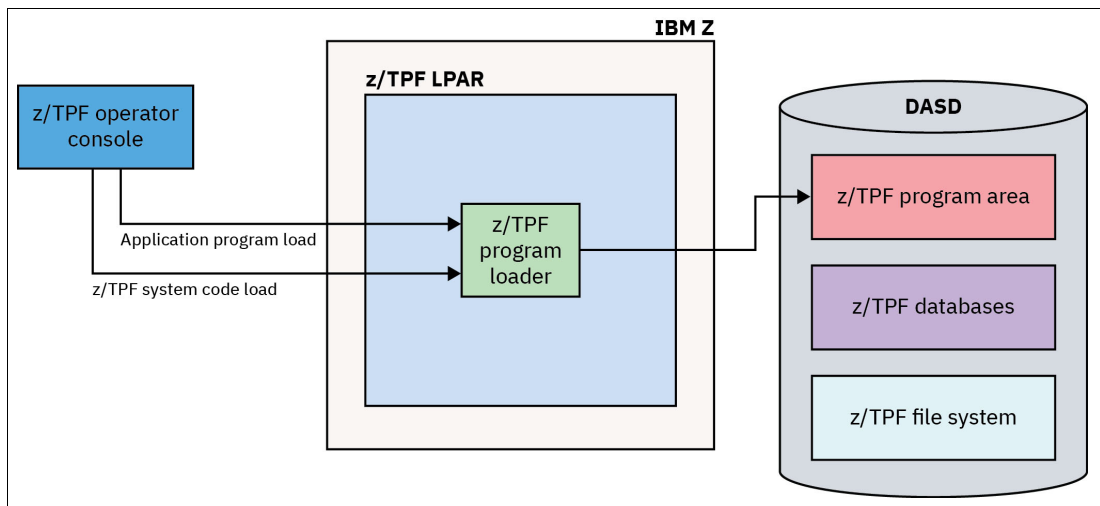 IBM Z
z/TPF LPAR
z/TPF operator
console
DASD
z/TPF program area
z/TPF
program
loader
Application program load
z/TPF system code load
z/TPF databases
z/TPF file system